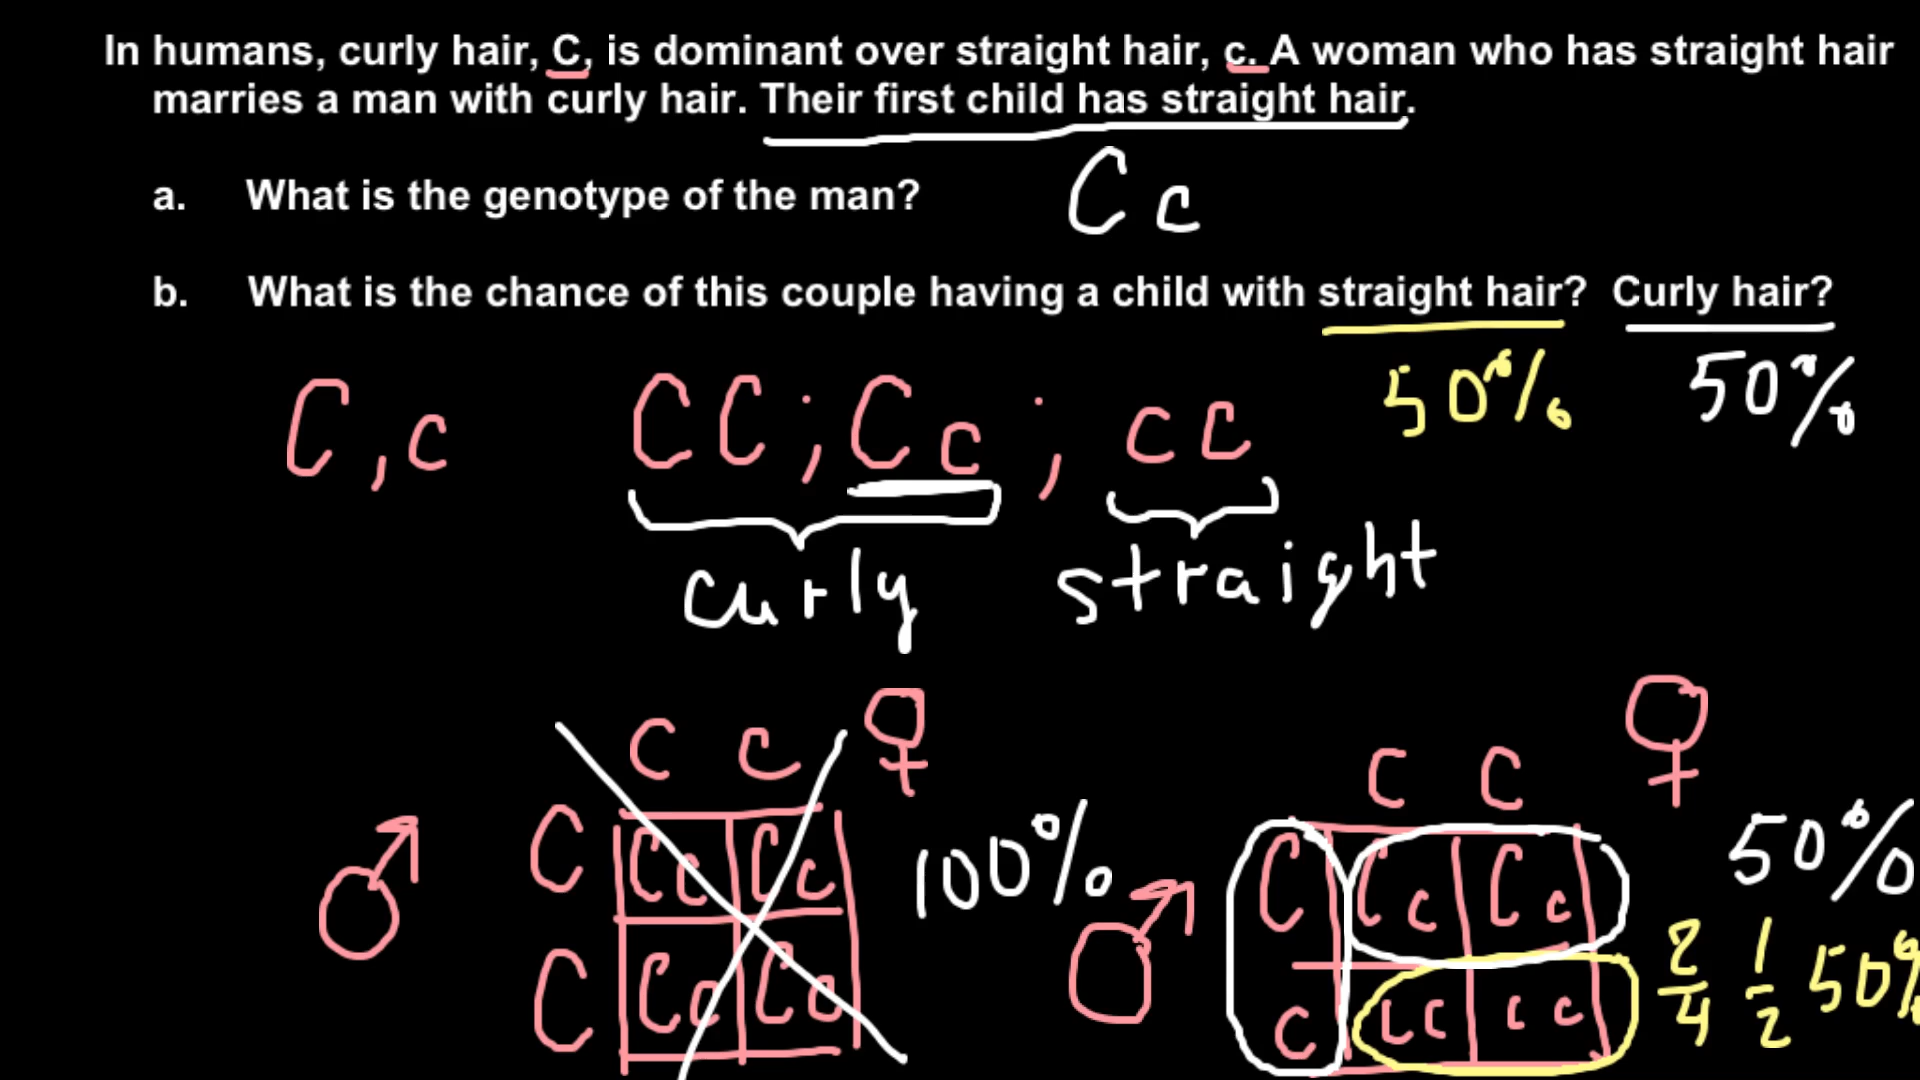 In humans, curly hair, C, is dominant over straight hair, c. A woman who has straight hair
marries a man with curly hair. Their first child has straight hair.
a. What is the genotype of the man? Cc
b. What is the chance of this couple having a child with straight hair? Curly hair?
50% 50%
C, c CC; Cc; cc
curly straight
c c ♀
♂ C Cc Cc 100%
C Cc Cc
c c ♀
♂ C Cc Cc 50%
c cc cc 2/4 1/2 50%